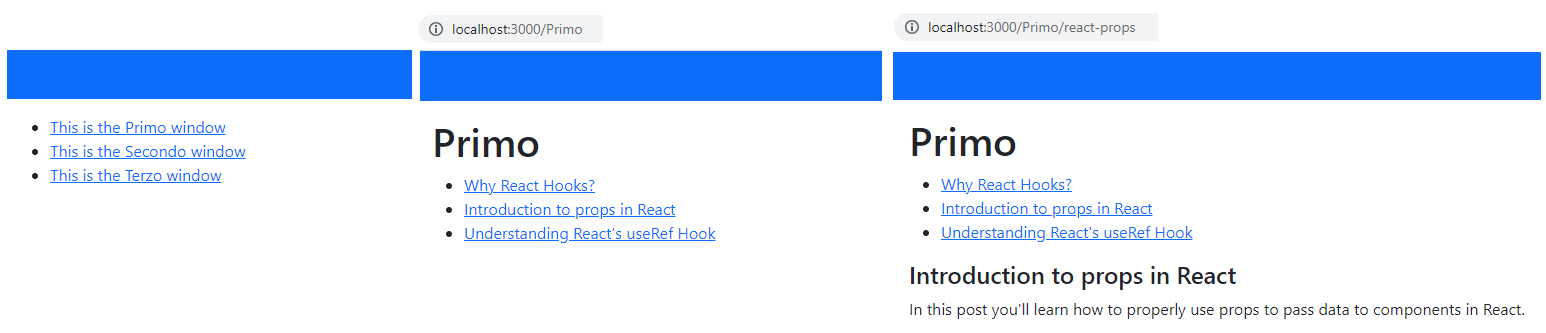 This is the Primo window
This is the Secondo window
This is the Terzo window
localhost:3000/Primo
Primo
Why React Hooks?
Introduction to props in React
Understanding React's useRef Hook
localhost:3000/Primo/react-props
Primo
Why React Hooks?
Introduction to props in React
Understanding React's useRef Hook
Introduction to props in React
In this post you'll learn how to properly use props to pass data to components in React.